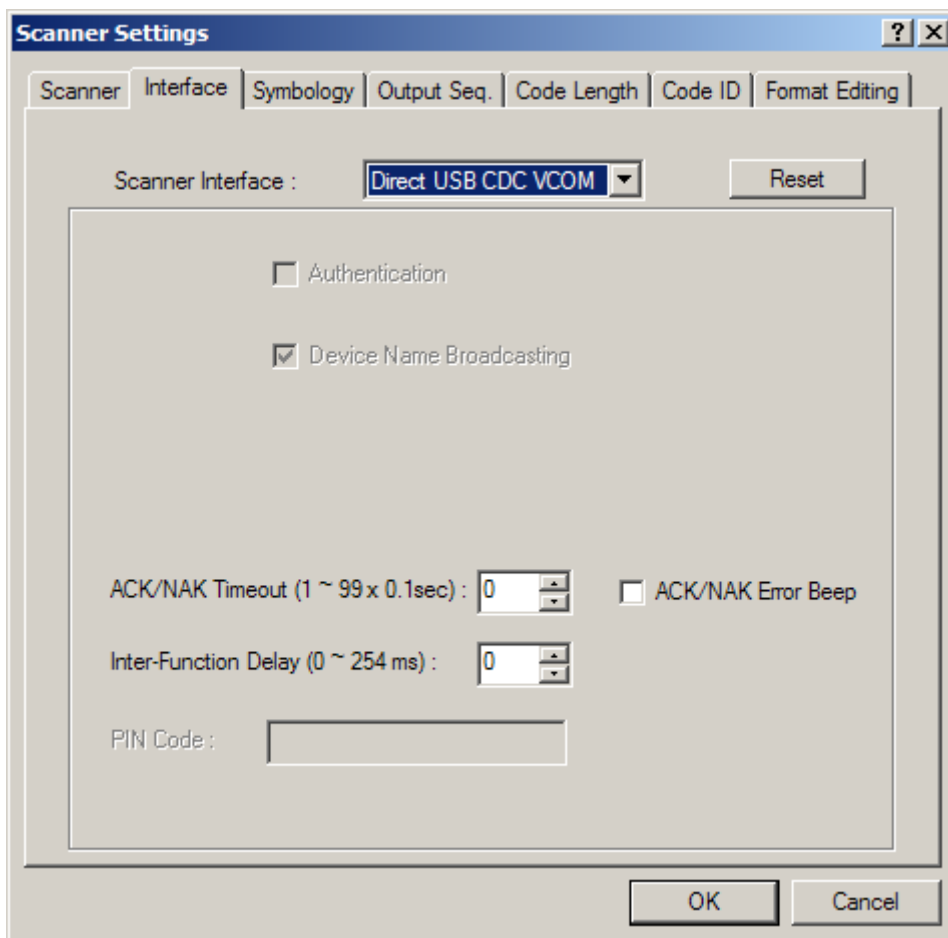 Scanner Settings
Scanner Interface Symbology Output Seq. Code Length Code ID Format Editing
Scanner Interface : Direct USB CDC VCOM Reset
Authentication
Device Name Broadcasting
ACK/NAK Timeout (1 ~ 99 x 0.1sec) : 0 ACK/NAK Error Beep
Inter-Function Delay (0 ~ 254 ms) : 0
PIN Code :
OK Cancel